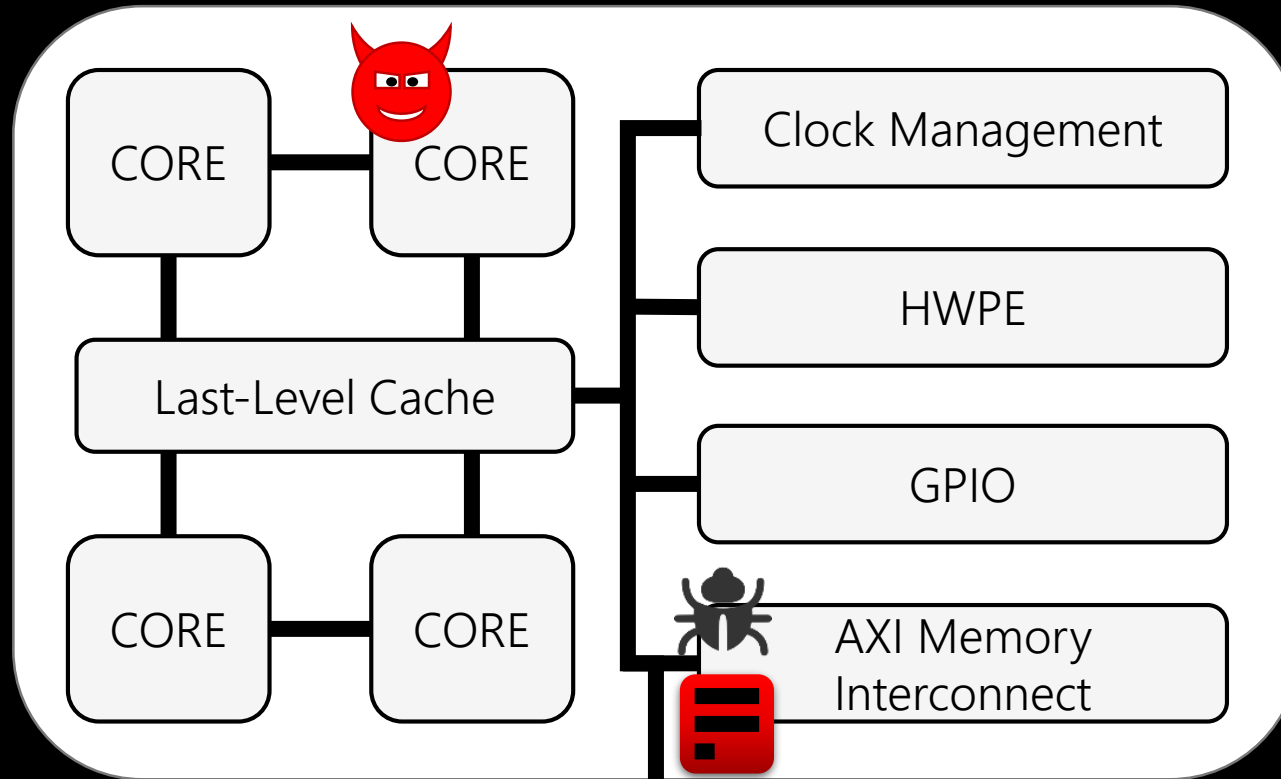 CORE
CORE
Clock Management
HWPE
Last-Level Cache
GPIO
CORE
CORE
AXI Memory
Interconnect